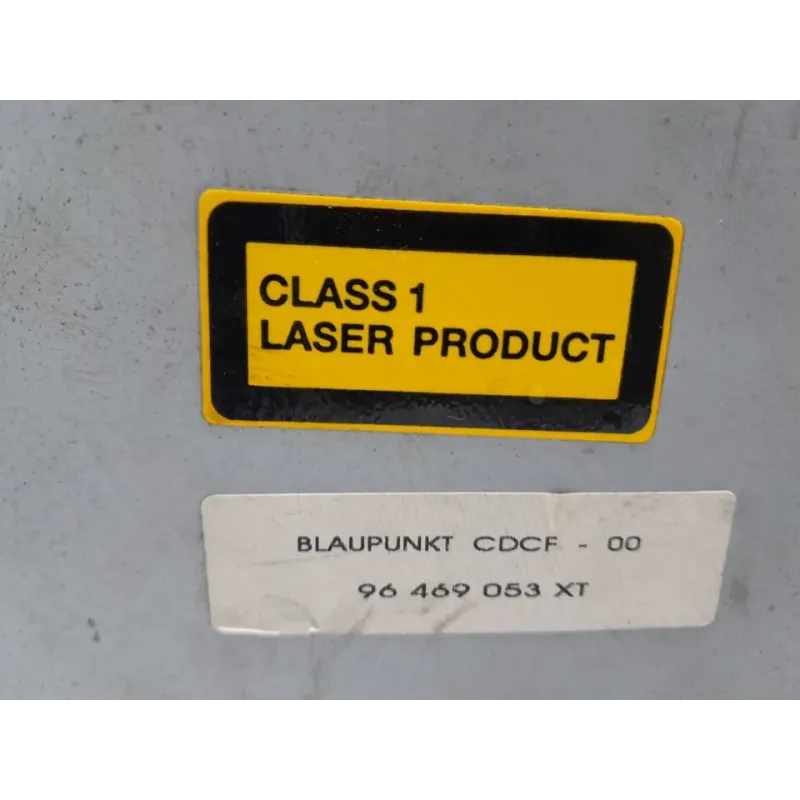 CLASS 1
LASER PRODUCT
BLAUPUNKT CDCF - 00
96 469 053 XT